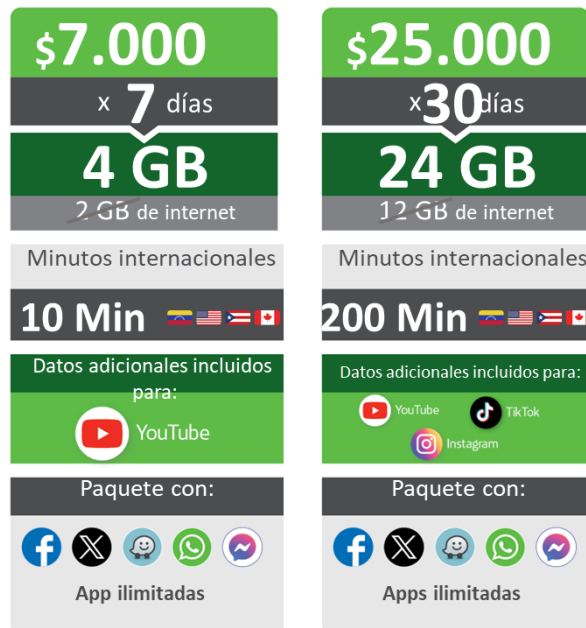 $7.000
x 7 días
4 GB
2 GB de internet
Minutos internacionales
10 Min
Datos adicionales incluidos
para:
YouTube
Paquete con:
App ilimitadas
$25.000
x30días
24 GB
12 GB de internet
Minutos internacionales
200 Min
Datos adicionales incluidos para:
YouTube
TikTok
Instagram
Paquete con:
Apps ilimitadas